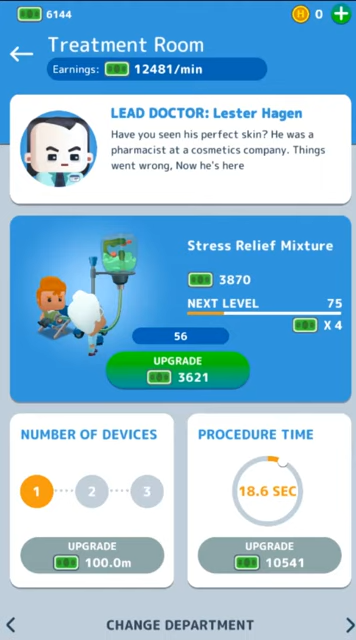 6144
0
Treatment Room
Earnings: 12481/min
LEAD DOCTOR: Lester Hagen
Have you seen his perfect skin? He was a
pharmacist at a cosmetics company. Things
went wrong, Now he's here
Stress Relief Mixture
3870
NEXT LEVEL 75
X 4
56
UPGRADE
3621
NUMBER OF DEVICES
1 2 3
UPGRADE
100.0m
PROCEDURE TIME
18.6 SEC
UPGRADE
10541
CHANGE DEPARTMENT